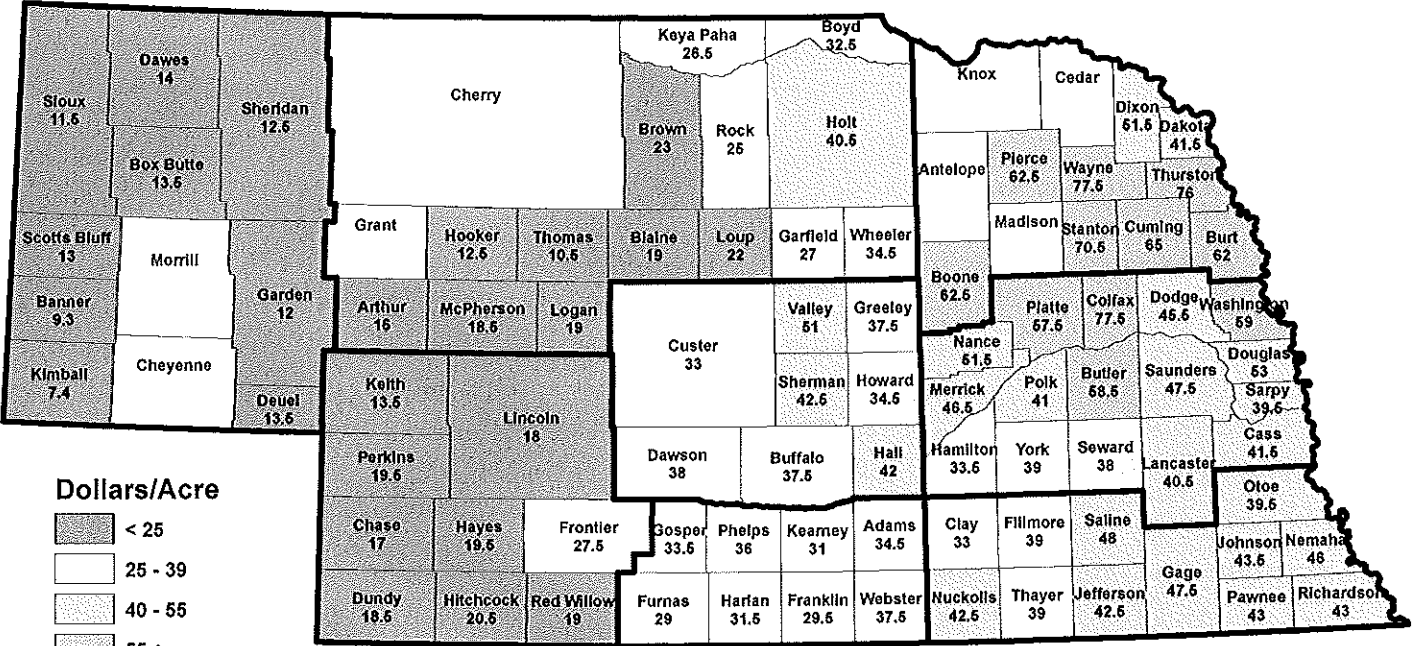 Dawes
14
Sioux
11.5
Sheridan
12.5
Box Butte
13.5
Scotts Bluff
13
Morrill
Garden
12
Banner
9.3
Kimball
7.4
Cheyenne
Deuel
13.5
Cherry
Keya Paha
26.5
Boyd
32.5
Brown
23
Rock
25
Holt
40.5
Grant
Hooker
12.5
Thomas
10.5
Blaine
19
Loup
22
Garfield
27
Wheeler
34.5
Arthur
16
McPherson
18.5
Logan
19
Knox
Cedar
Dixon
51.5
Dakota
41.5
Antelope
Pierce
62.5
Wayne
77.5
Thurston
76
Madison
Stanton
70.5
Cuming
65
Burt
62
Boone
62.5
Custer
33
Valley
51
Greeley
37.5
Sherman
42.5
Howard
34.5
Dawson
38
Buffalo
37.5
Hall
42
Platte
57.5
Colfax
77.5
Dodge
45.5
Washington
59
Nance
51.5
Merrick
46.5
Polk
41
Butler
58.5
Saunders
47.5
Douglas
53
Sarpy
39.5
Hamilton
33.5
York
39
Seward
38
Lancaster
40.5
Cass
41.5
Keith
13.5
Lincoln
18
Perkins
19.5
Chase
17
Hayes
19.5
Frontier
27.5
Dundy
18.5
Hitchcock
20.5
Red Willow
19
Gosper
33.5
Phelps
36
Kearney
31
Adams
34.5
Furnas
29
Harlan
31.5
Franklin
29.5
Webster
37.5
Clay
33
Fillmore
39
Saline
48
Otoe
39.5
Johnson
43.5
Nemaha
46
Gage
47.5
Nuckolls
42.5
Thayer
39
Jefferson
42.5
Pawnee
43
Richardson
43
Dollars/Acre
< 25
25 - 39
40 - 55